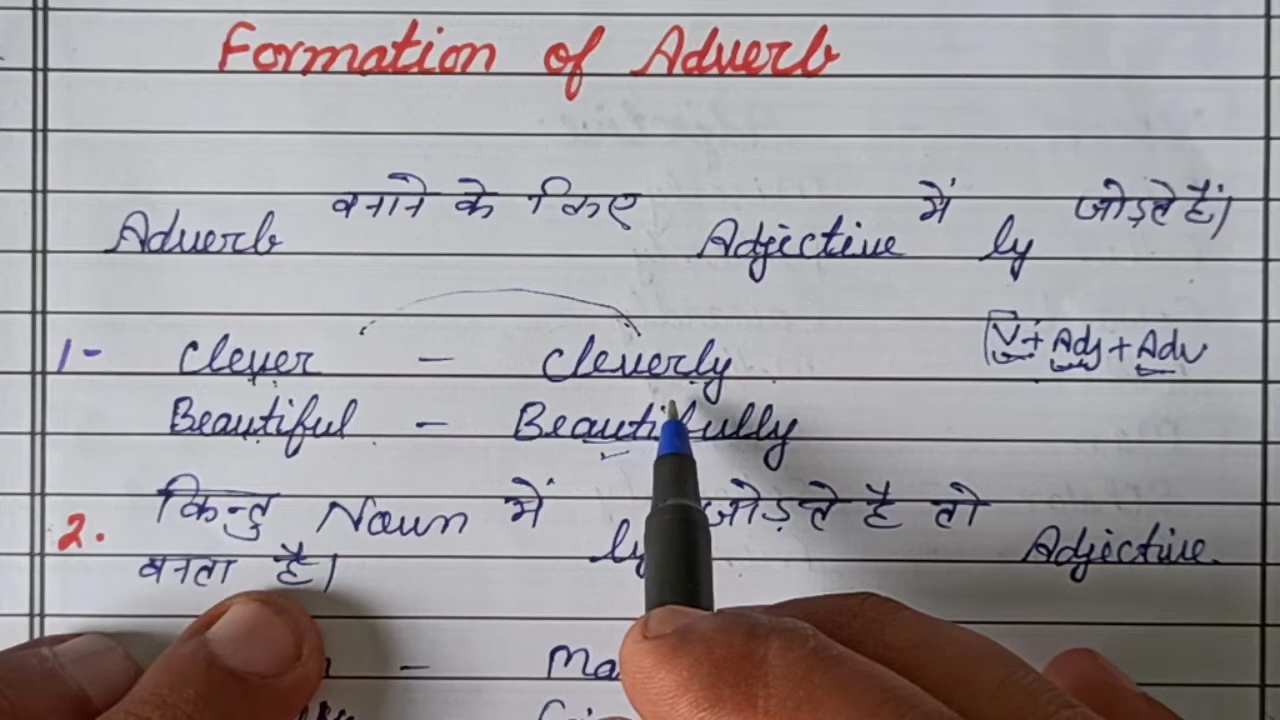 Formation of Adverb
Adverb बनाने के किए Adjective में ly जोड़ते हैं।
1- Clever - Cleverly V + Adj + Adv
Beautiful - Beautifully
2. किन्तु Noun में ly जोड़ते है तो Adjective
बनता है।